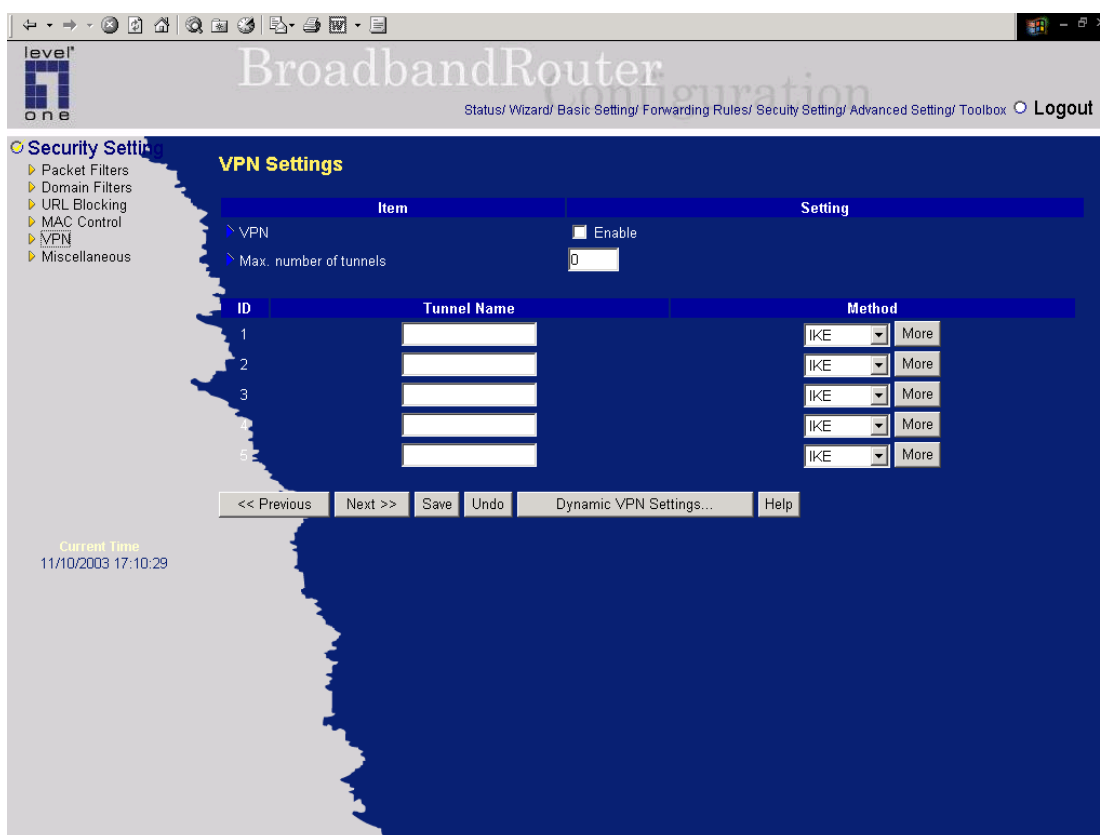 level'
one
BroadbandRouter
Configuration
Status/ Wizard/ Basic Setting/ Forwarding Rules/ Secuity Setting/ Advanced Setting/ Toolbox Logout
Security Setting
Packet Filters
Domain Filters
URL Blocking
MAC Control
VPN
Miscellaneous
Current Time
11/10/2003 17:10:29
VPN Settings
Item Setting
VPN Enable
Max. number of tunnels 0
ID Tunnel Name Method
1 IKE More
2 IKE More
3 IKE More
4 IKE More
5 IKE More
<< Previous Next >> Save Undo Dynamic VPN Settings... Help